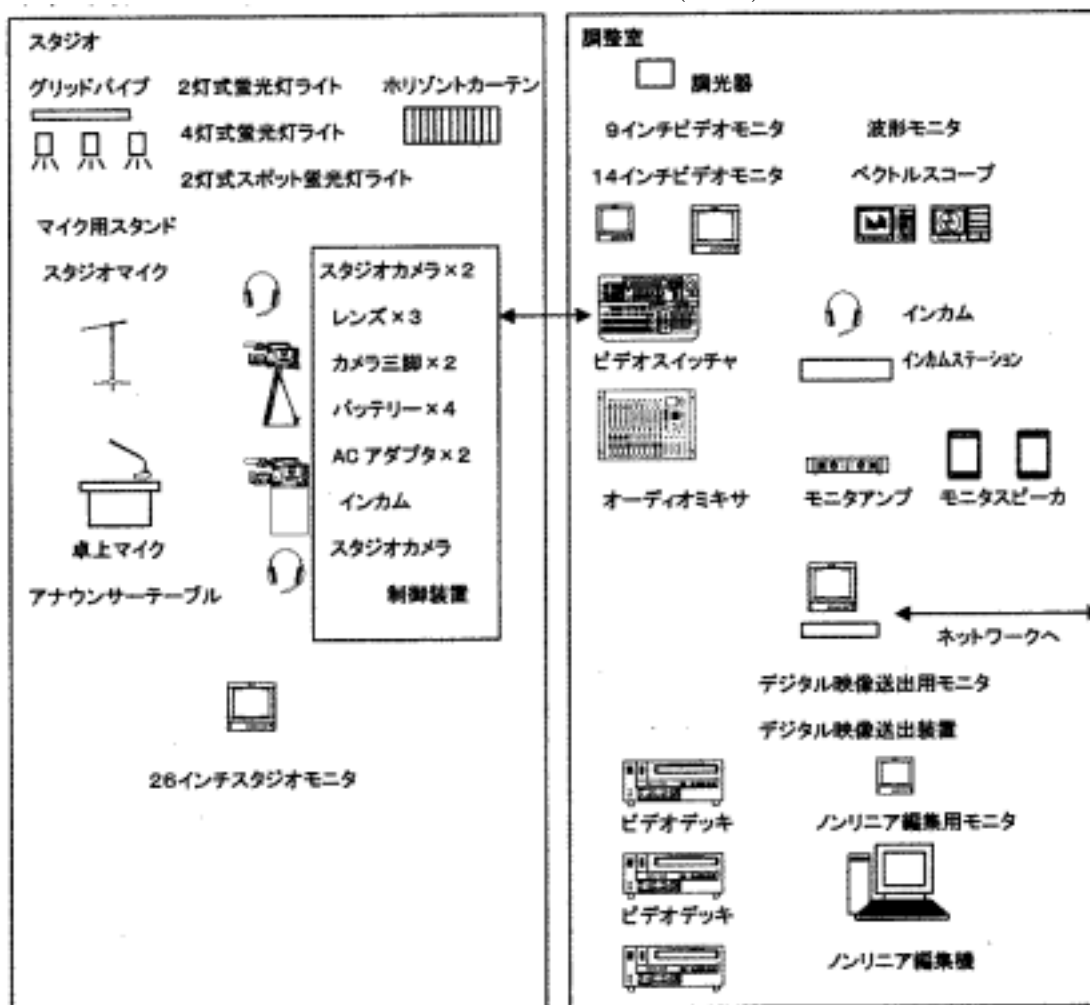 スタジオ
グリッドパイプ
2灯式蛍光灯ライト
ホリゾントカーテン
4灯式蛍光灯ライト
2灯式スポット蛍光灯ライト
マイク用スタンド
スタジオマイク
卓上マイク
アナウンサーテーブル
スタジオカメラ×2
レンズ×3
カメラ三脚×2
バッテリー×4
ACアダプタ×2
インカム
スタジオカメラ
制御装置
26インチスタジオモニタ
調整室
調光器
9インチビデオモニタ
波形モニタ
14インチビデオモニタ
ベクトルスコープ
インカム
ビデオスイッチャ
インカムステーション
オーディオミキサ
モニタアンプ
モニタスピーカ
ネットワークへ
デジタル映像送出用モニタ
デジタル映像送出装置
ビデオデッキ
ノンリニア編集用モニタ
ビデオデッキ
ノンリニア編集機